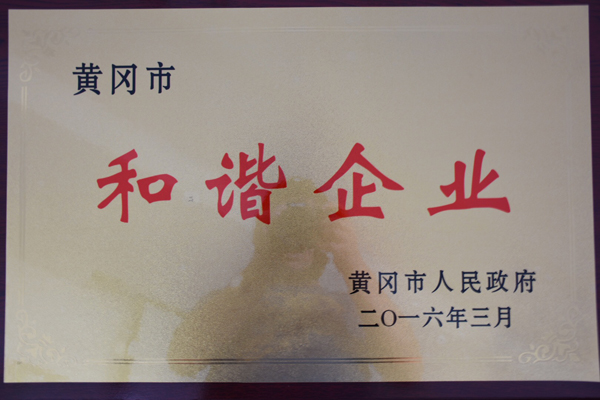 黄冈市
和谐企业
黄冈市人民政府
二〇一六年三月